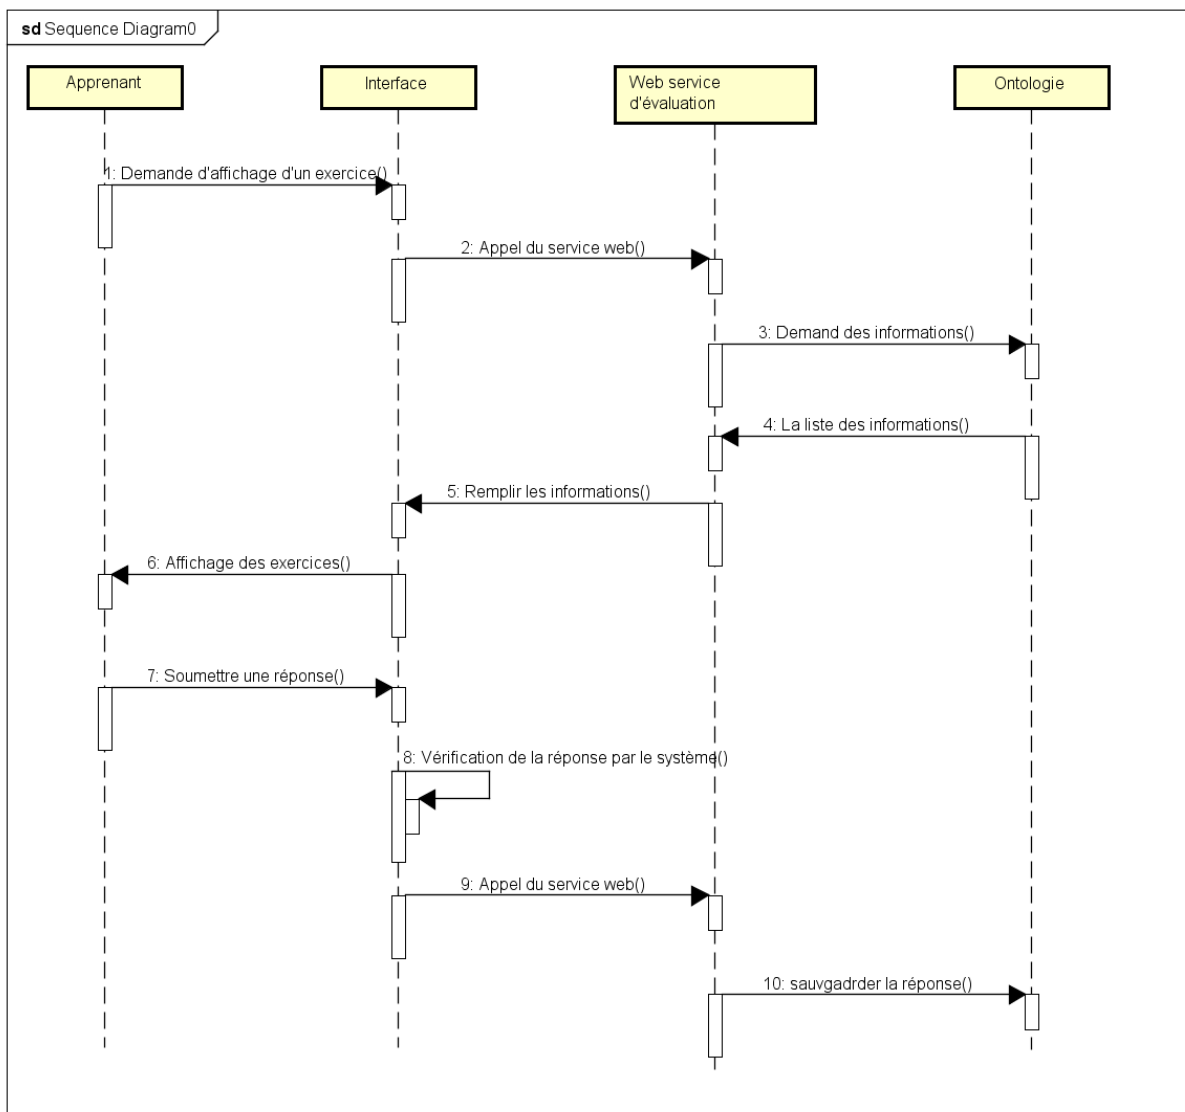 sd Sequence Diagram0
Apprenant
Interface
Web service
d'évaluation
Ontologie
1: Demande d'affichage d'un exercice()
2: Appel du service web()
3: Demand des informations()
4: La liste des informations()
5: Remplir les informations()
6: Affichage des exercices()
7: Soumettre une réponse()
8: Vérification de la réponse par le système()
9: Appel du service web()
10: sauvgadrder la réponse()